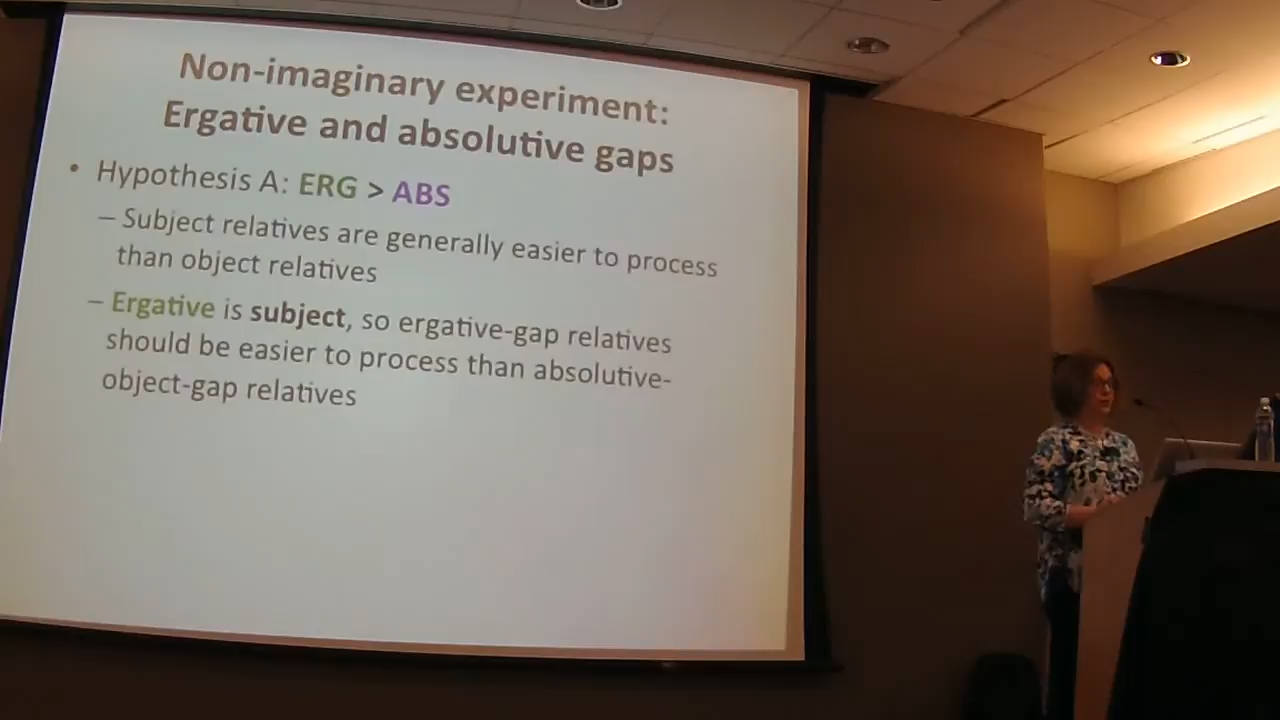 Non-imaginary experiment:
Ergative and absolutive gaps
• Hypothesis A: ERG > ABS
– Subject relatives are generally easier to process
than object relatives
– Ergative is subject, so ergative-gap relatives
should be easier to process than absolutive-
object-gap relatives